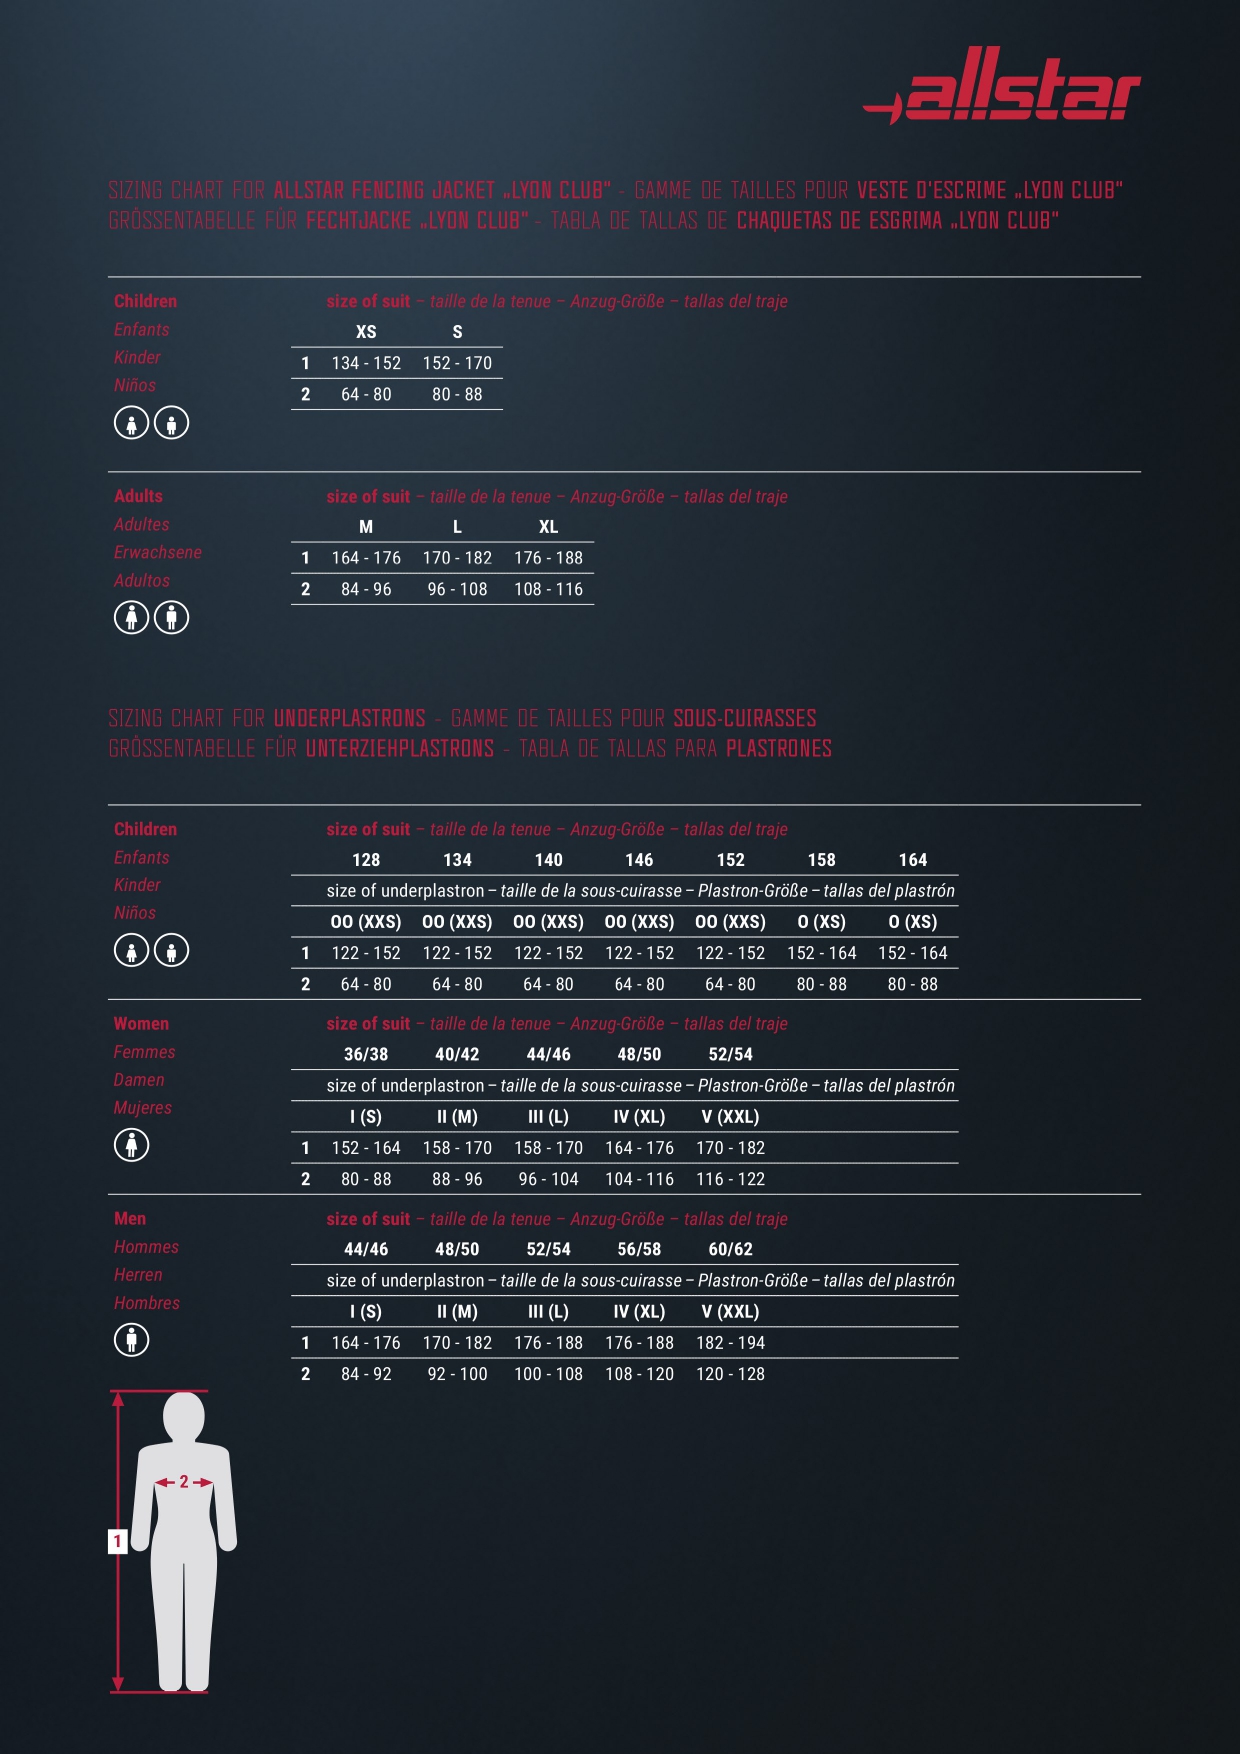 allstar
SIZING CHART FOR ALLSTAR FENCING JACKET „LYON CLUB" - GAMME DE TAILLES POUR VESTE D'ESCRIME „LYON CLUB"
GRÖSSENTABELLE FÜR FECHTJACKE „LYON CLUB" - TABLA DE TALLAS DE CHAQUETAS DE ESGRIMA „LYON CLUB"
Children size of suit – taille de la tenue – Anzug-Größe – tallas del traje
Enfants XS S
Kinder 1 134 - 152 152 - 170
Niños 2 64 - 80 80 - 88
Adults size of suit – taille de la tenue – Anzug-Größe – tallas del traje
Adultes M L XL
Erwachsene 1 164 - 176 170 - 182 176 - 188
Adultos 2 84 - 96 96 - 108 108 - 116
SIZING CHART FOR UNDERPLASTRONS - GAMME DE TAILLES POUR SOUS-CUIRASSES
GRÖSSENTABELLE FÜR UNTERZIEHPLASTRONS - TABLA DE TALLAS PARA PLASTRONES
Children size of suit – taille de la tenue – Anzug-Größe – tallas del traje
Enfants 128 134 140 146 152 158 164
Kinder size of underplastron – taille de la sous-cuirasse – Plastron-Größe – tallas del plastrón
Niños OO (XXS) OO (XXS) OO (XXS) OO (XXS) OO (XXS) O (XS) O (XS)
1 122 - 152 122 - 152 122 - 152 122 - 152 122 - 152 152 - 164 152 - 164
2 64 - 80 64 - 80 64 - 80 64 - 80 64 - 80 80 - 88 80 - 88
Women size of suit – taille de la tenue – Anzug-Größe – tallas del traje
Femmes 36/38 40/42 44/46 48/50 52/54
Damen size of underplastron – taille de la sous-cuirasse – Plastron-Größe – tallas del plastrón
Mujeres I (S) II (M) III (L) IV (XL) V (XXL)
1 152 - 164 158 - 170 158 - 170 164 - 176 170 - 182
2 80 - 88 88 - 96 96 - 104 104 - 116 116 - 122
Men size of suit – taille de la tenue – Anzug-Größe – tallas del traje
Hommes 44/46 48/50 52/54 56/58 60/62
Herren size of underplastron – taille de la sous-cuirasse – Plastron-Größe – tallas del plastrón
Hombres I (S) II (M) III (L) IV (XL) V (XXL)
1 164 - 176 170 - 182 176 - 188 176 - 188 182 - 194
2 84 - 92 92 - 100 100 - 108 108 - 120 120 - 128
2
1